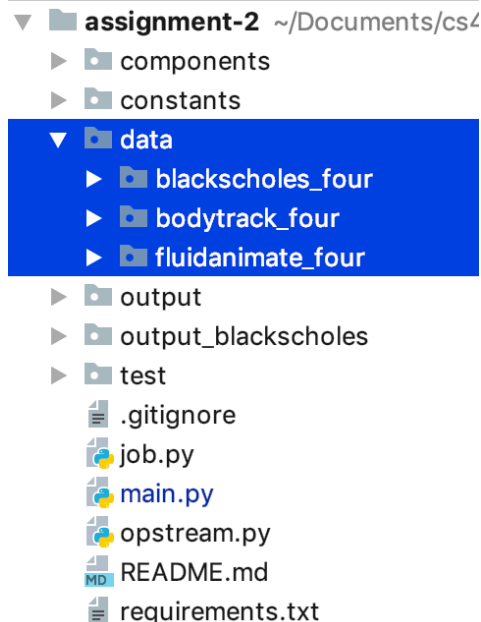 assignment-2 ~/Documents/cs4
components
constants
data
blackscholes_four
bodytrack_four
fluidanimate_four
output
output_blackscholes
test
.gitignore
job.py
main.py
opstream.py
MD README.md
requirements.txt